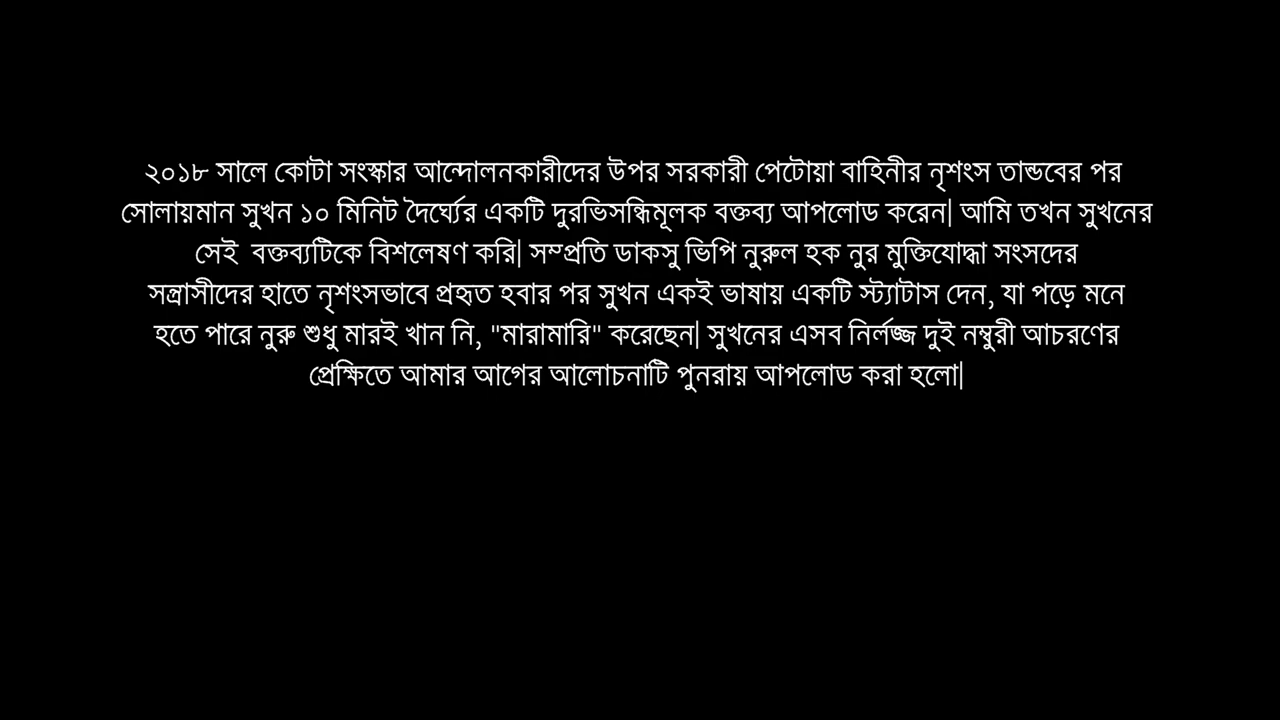 ২০১৮ সালে কোটা সংস্কার আন্দোলনকারীদের উপর সরকারী পেটোয়া বাহিনীর নৃশংস তান্ডবের পর
সোলায়মান সুখন ১০ মিনিট দৈর্ঘ্যের একটি দুরভিসন্ধিমূলক বক্তব্য আপলোড করেন| আমি তখন সুখনের
সেই  বক্তব্যটিকে বিশলেষণ করি| সম্প্রতি ডাকসু ভিপি নুরুল হক নুর মুক্তিযোদ্ধা সংসদের
সন্ত্রাসীদের হাতে নৃশংসভাবে প্রহৃত হবার পর সুখন একই ভাষায় একটি স্ট্যাটাস দেন, যা পড়ে মনে
হতে পারে নুরু শুধু মারই খান নি, "মারামারি" করেছেন| সুখনের এসব নির্লজ্জ দুই নম্বুরী আচরণের
প্রেক্ষিতে আমার আগের আলোচনাটি পুনরায় আপলোড করা হলো|